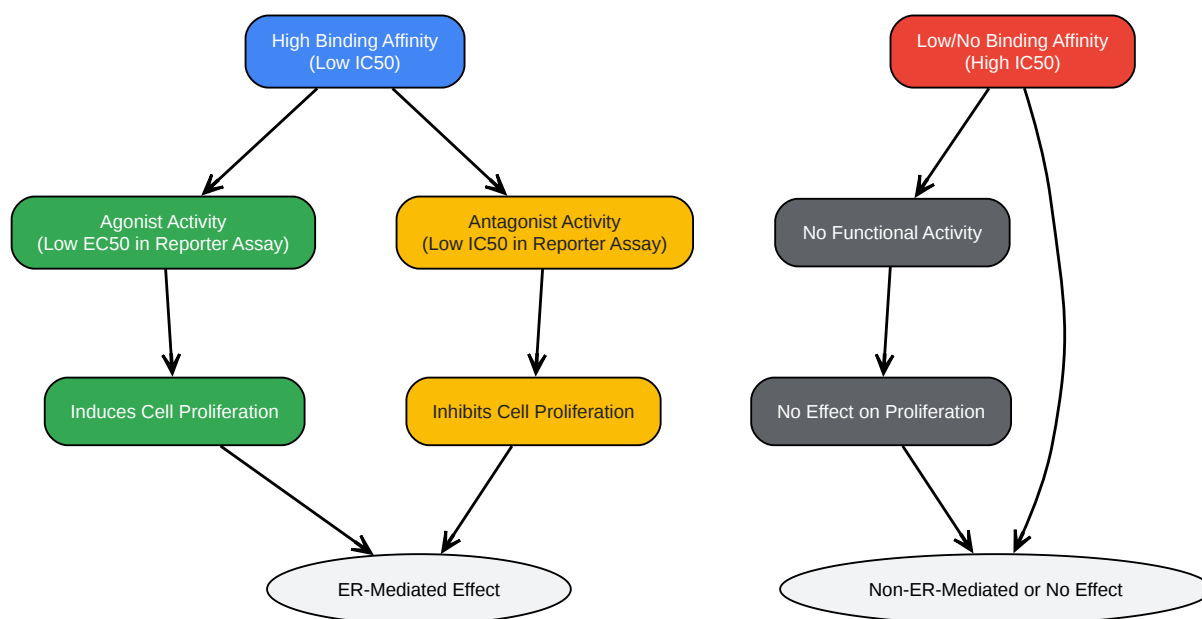 High Binding Affinity
(Low IC50)
Low/No Binding Affinity
(High IC50)
Agonist Activity
(Low EC50 in Reporter Assay)
Antagonist Activity
(Low IC50 in Reporter Assay)
No Functional Activity
Induces Cell Proliferation
Inhibits Cell Proliferation
No Effect on Proliferation
ER-Mediated Effect
Non-ER-Mediated or No Effect